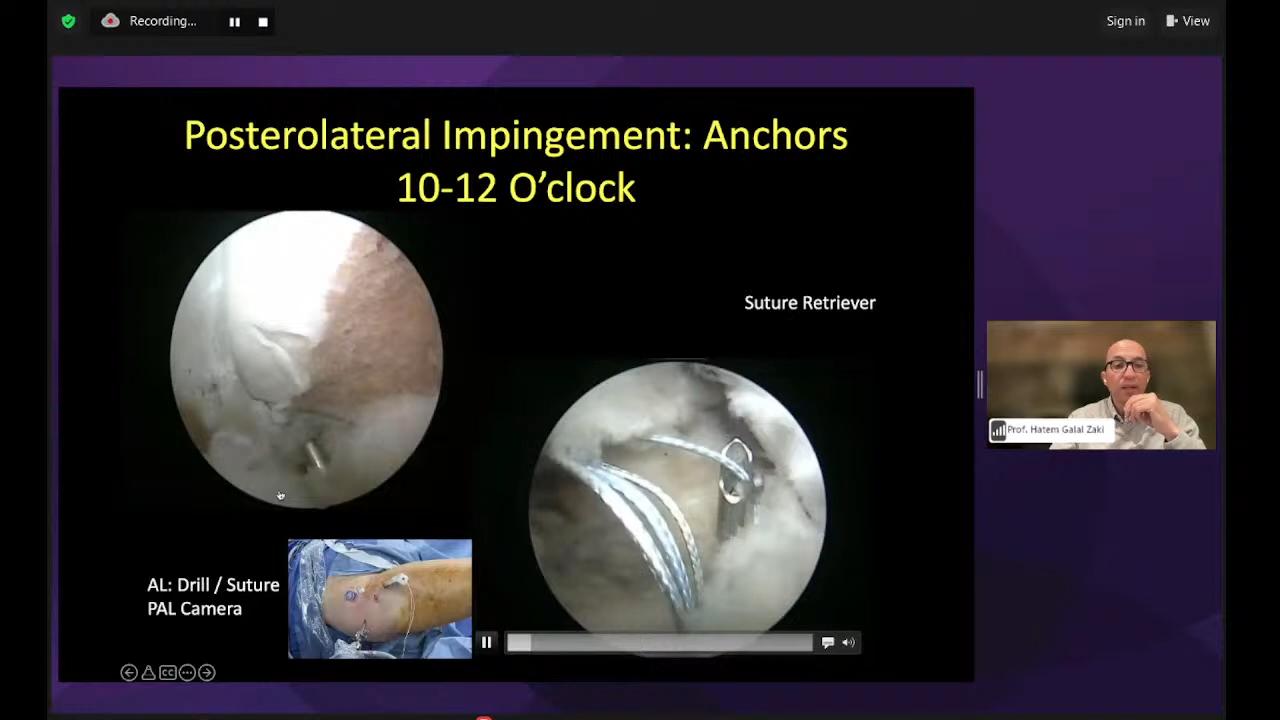 Recording...
Sign in
View
Posterolateral Impingement: Anchors
10-12 O'clock
Suture Retriever
Prof. Hatem Galal Zaki
AL: Drill / Suture
PAL Camera
CC